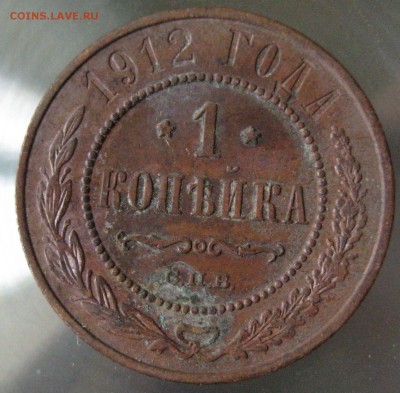 COINS.LAVE.RU
1912 ГОДА
* 1 *
КОПѢЙКА
С.П.Б.